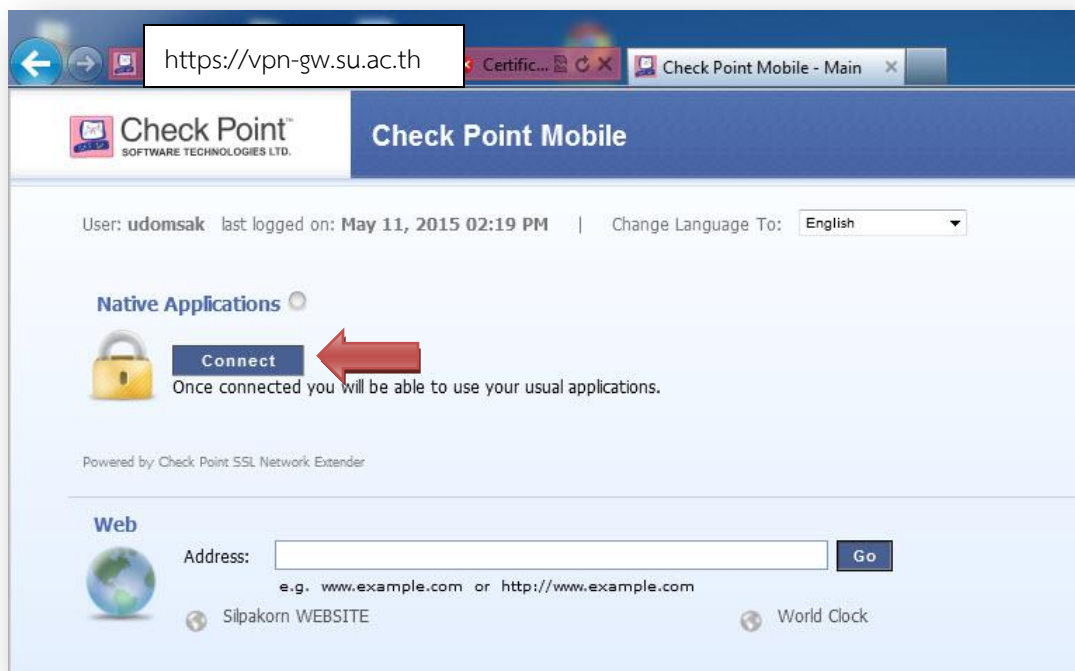 https://vpn-gw.su.ac.th
Certific...
Check Point Mobile - Main
Check Point™
SOFTWARE TECHNOLOGIES LTD.
Check Point Mobile
User: udomsak last logged on: May 11, 2015 02:19 PM | Change Language To: English
Native Applications
Connect
Once connected you will be able to use your usual applications.
Powered by Check Point SSL Network Extender
Web
Address:
Go
e.g. www.example.com or http://www.example.com
Silpakorn WEBSITE
World Clock